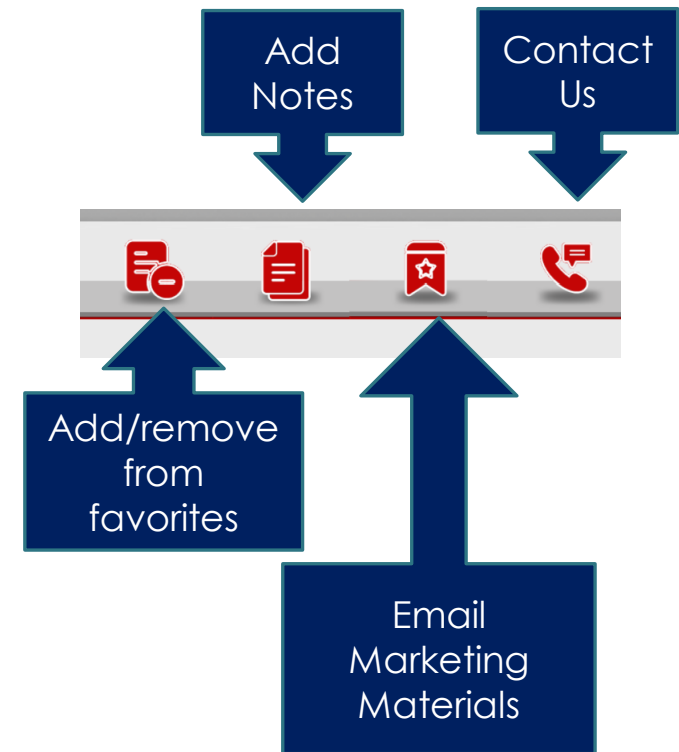 Add
Notes
Contact
Us
Add/remove
from
favorites
Email
Marketing
Materials